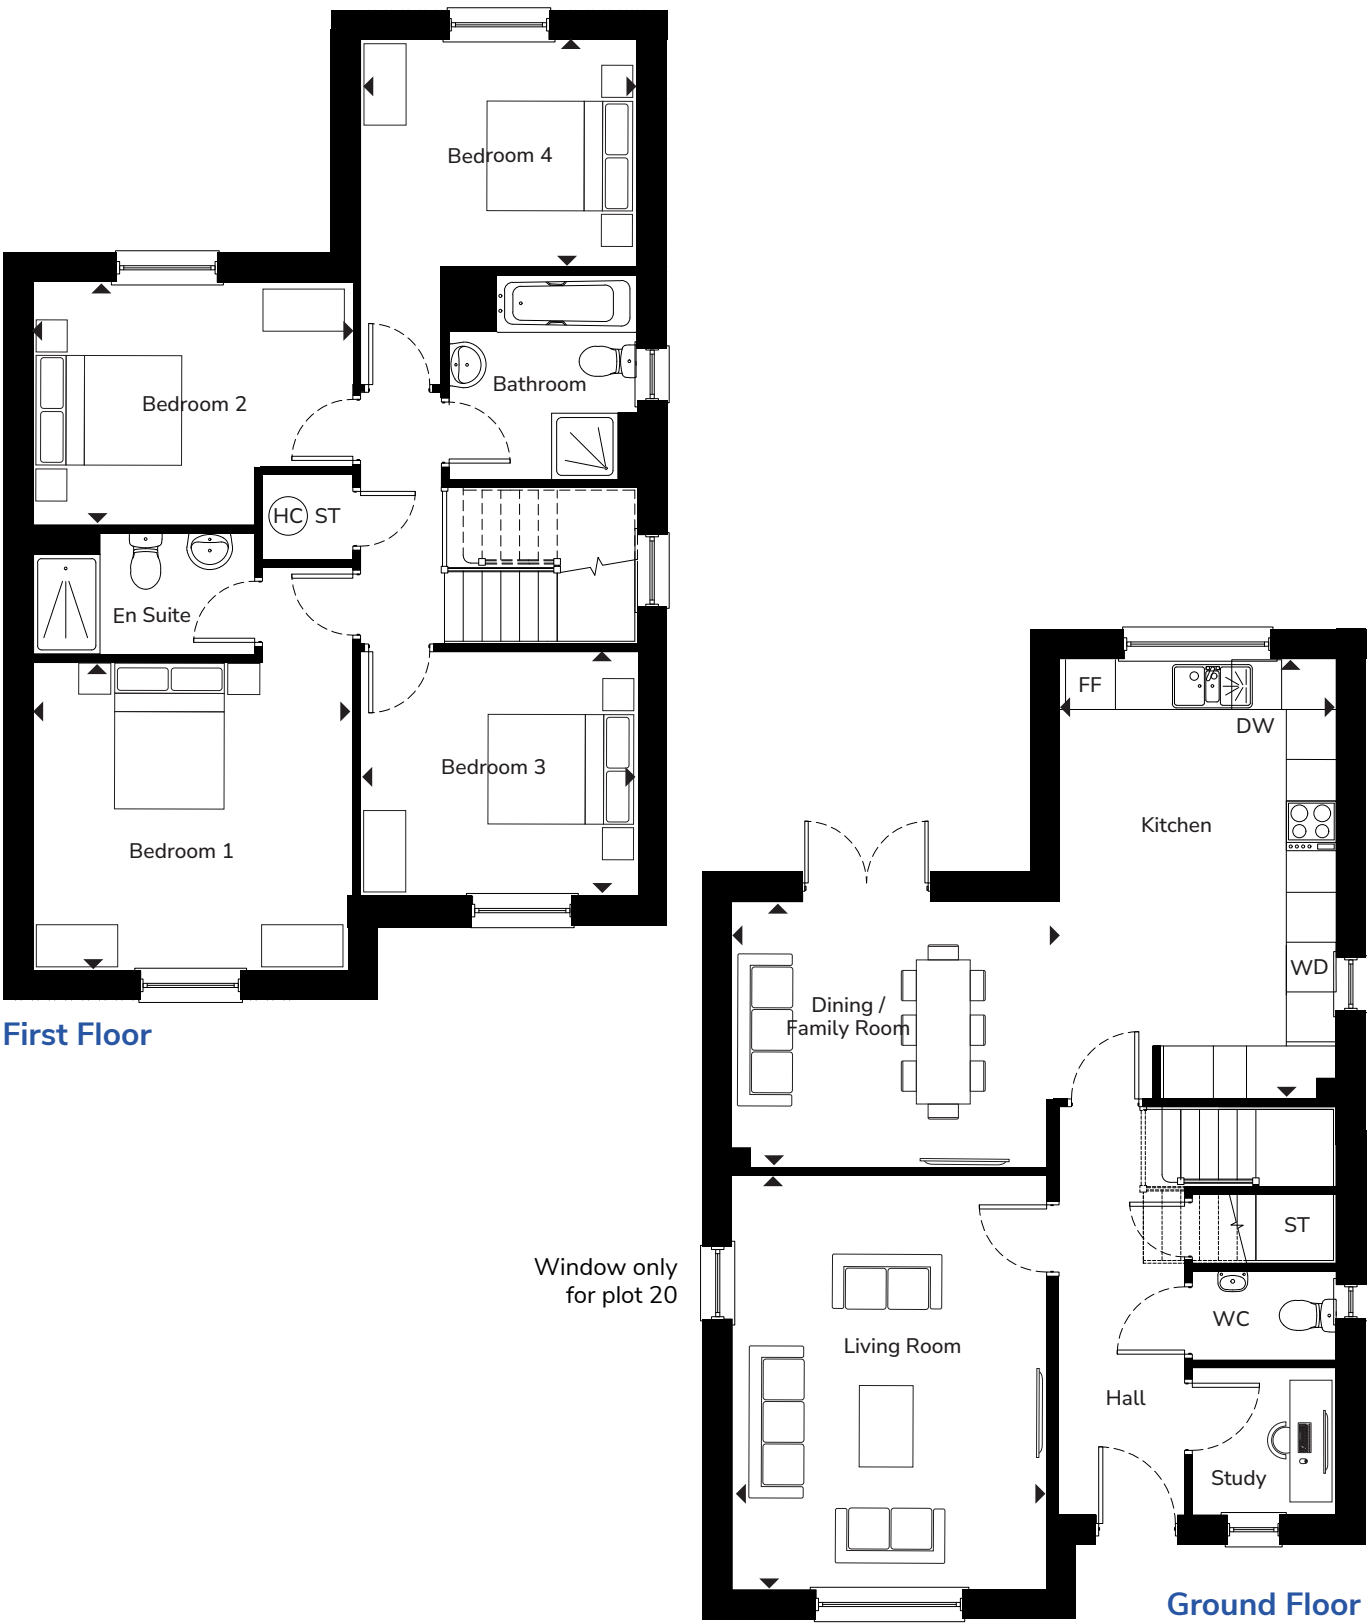 Bedroom 4
Bathroom
Bedroom 2
HC ST
En Suite
Bedroom 3
Bedroom 1
First Floor
FF
DW
Kitchen
WD
Dining /
Family Room
ST
Window only
for plot 20
WC
Living Room
Hall
Study
Ground Floor